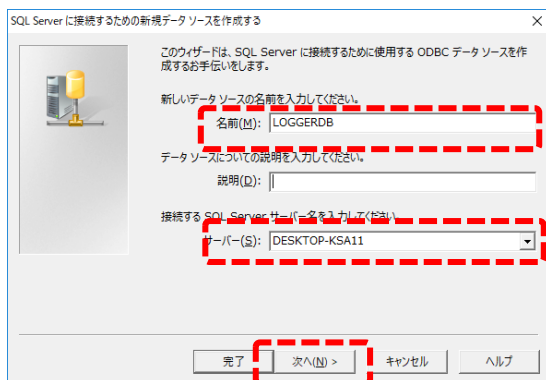 SQL Server に接続するための新規データ ソースを作成する
このウィザードは、SQL Server に接続するために使用する ODBC データ ソースを作
成するお手伝いをします。
新しいデータ ソースの名前を入力してください。
名前(M): LOGGERDB
データ ソースについての説明を入力してください。
説明(D):
接続する SQL Server サーバー名を入力してください。
サーバー(S): DESKTOP-KSA11
完了 次へ(N) > キャンセル ヘルプ